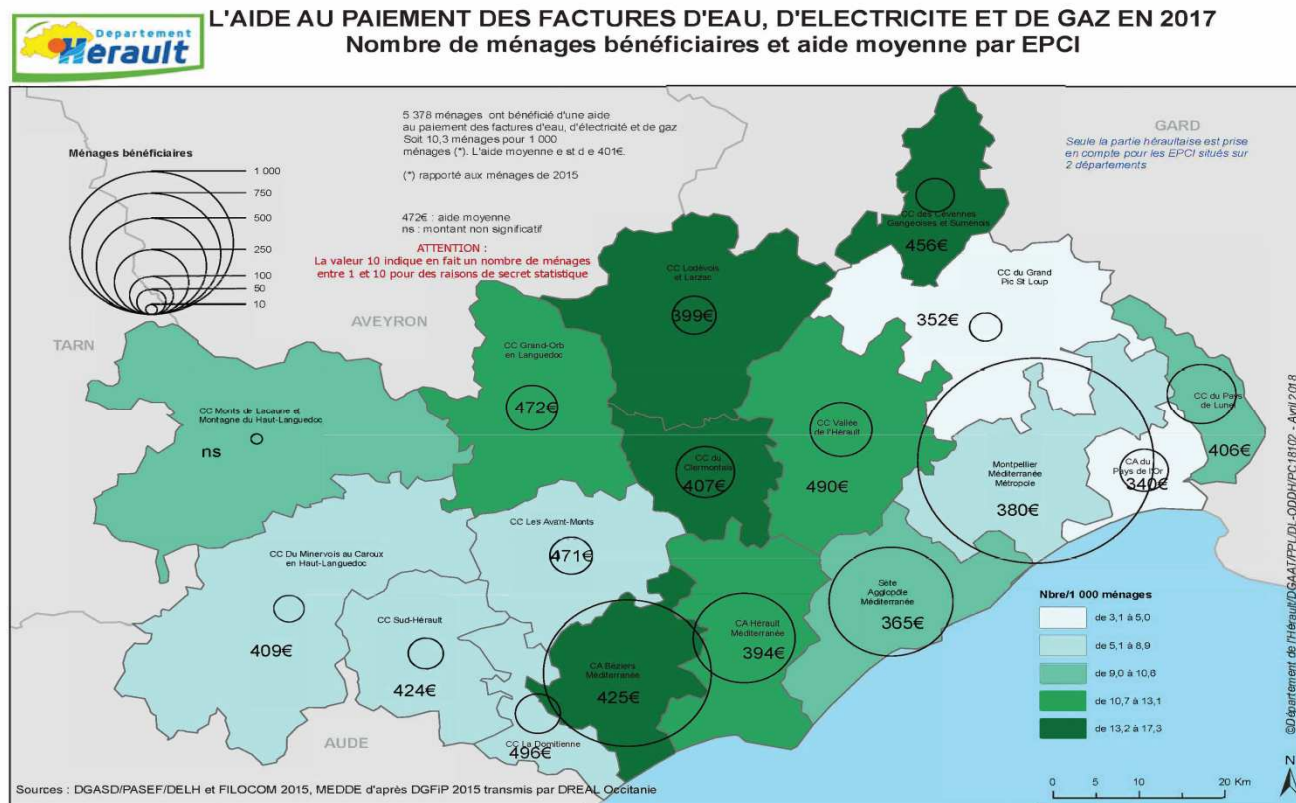 Département
Hérault
L'AIDE AU PAIEMENT DES FACTURES D'EAU, D'ELECTRICITE ET DE GAZ EN 2017
Nombre de ménages bénéficiaires et aide moyenne par EPCI
5 378 ménages ont bénéficié d'une aide
au paiement des factures d'eau, d'électricité et de gaz
Soit 10,3 ménages pour 1 000
ménages (*). L'aide moyenne e st d e 401€.
(*) rapporté aux ménages de 2015
472€ : aide moyenne
ns : montant non significatif
ATTENTION :
La valeur 10 indique en fait un nombre de ménages
entre 1 et 10 pour des raisons de secret statistique
Ménages bénéficiaires
1 000
750
500
250
100
50
10
GARD
Seule la partie héraultaise est prise
en compte pour les EPCI situés sur
2 départements
TARN
AVEYRON
AUDE
CC des Cévennes
Gangeoises et Suménois
456€
CC Lodévois
et Larzac
399€
CC du Grand
Pic St Loup
352€
CC Grand-Orb
en Languedoc
472€
CC du Pays
de Lunel
406€
CC Monts de Lacaune et
Montagne du Haut-Languedoc
ns
CC Vallée
de l'Hérault
490€
CC du
Clermontais
407€
Montpellier
Méditerranée
Métropole
380€
CA du
Pays de l'Or
340€
CC Les Avant-Monts
471€
CC Du Minervois au Caroux
en Haut-Languedoc
409€
CC Sud-Hérault
424€
Sète
Agglopôle
Méditerranée
365€
CA Hérault
Méditerranée
394€
CA Béziers
Méditerranée
425€
CC La Domitienne
496€
Nbre/1 000 ménages
de 3,1 à 5,0
de 5,1 à 8,9
de 9,0 à 10,6
de 10,7 à 13,1
de 13,2 à 17,3
0 5 10 20 Km
N
©Département de l'Hérault/DGAAT/PPL/DL-ODDH/PC18102 - Avril 2018
Sources : DGASD/PASEF/DELH et FILOCOM 2015, MEDDE d'après DGFiP 2015 transmis par DREAL Occitanie